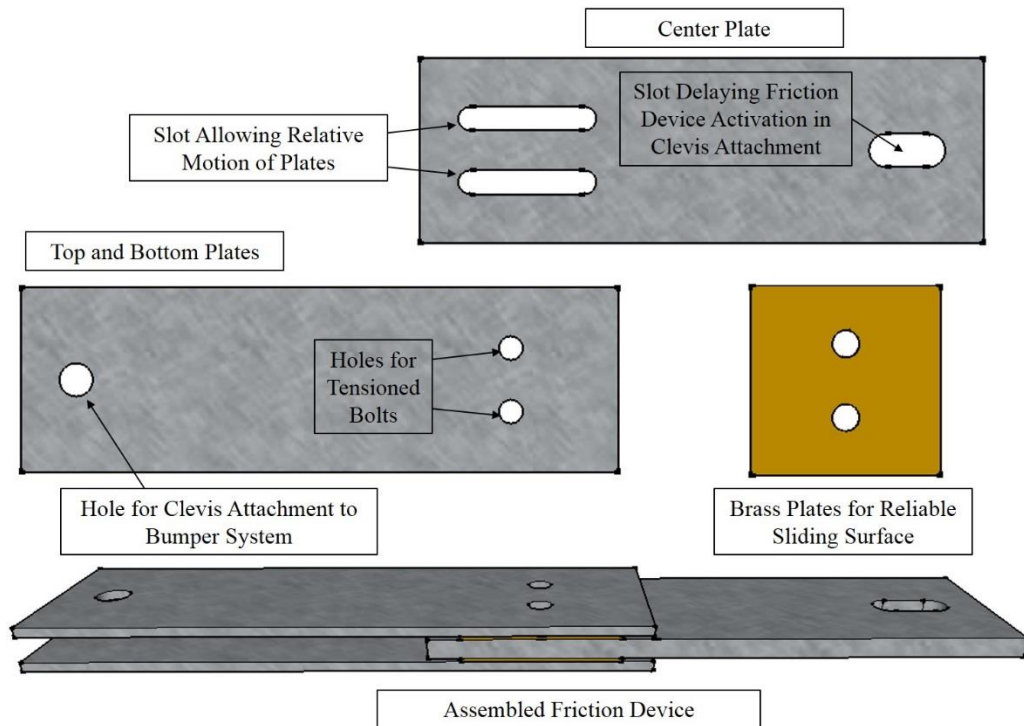 Center Plate
Slot Delaying Friction
Device Activation in
Clevis Attachment
Slot Allowing Relative
Motion of Plates
Top and Bottom Plates
Holes for
Tensioned
Bolts
Hole for Clevis Attachment to
Bumper System
Brass Plates for Reliable
Sliding Surface
Assembled Friction Device